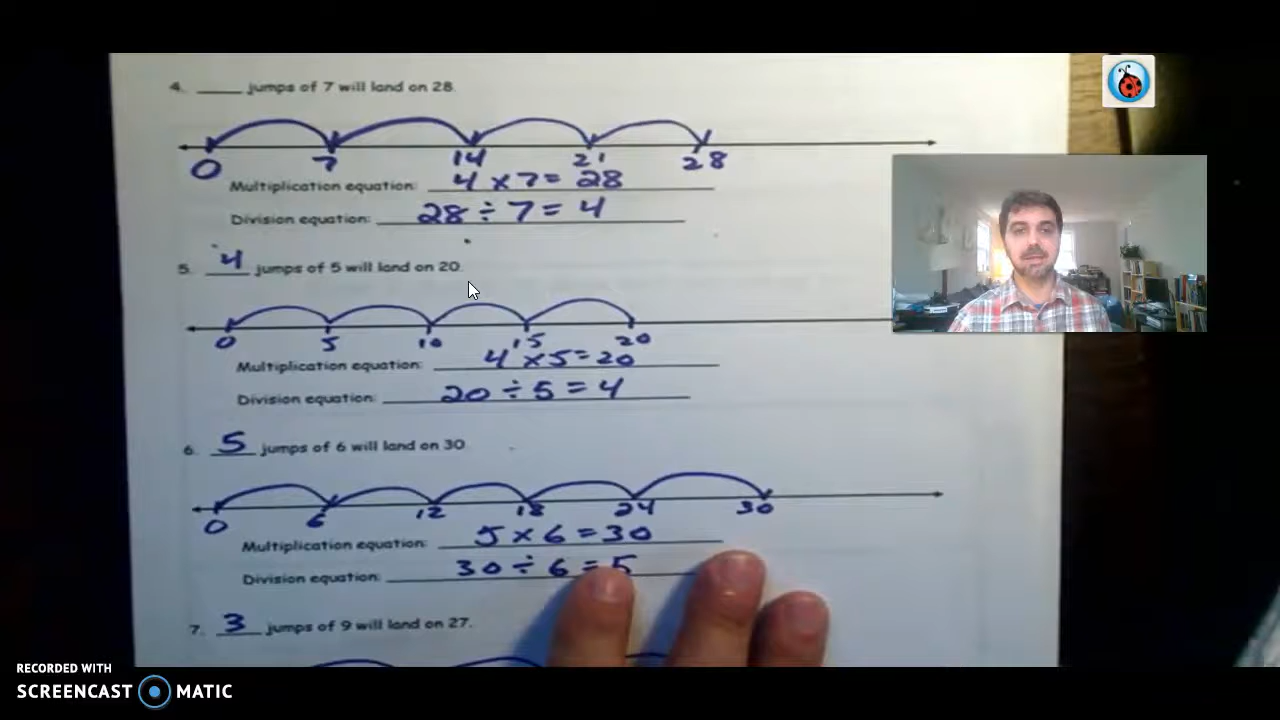 4. ____ jumps of 7 will land on 28.
0 7 14 21 28
Multiplication equation: 4 x 7 = 28
Division equation: 28 ÷ 7 = 4
5. 4 jumps of 5 will land on 20.
0 5 10 15 20
Multiplication equation: 4 x 5 = 20
Division equation: 20 ÷ 5 = 4
6. 5 jumps of 6 will land on 30
0 6 12 18 24 30
Multiplication equation: 5 x 6 = 30
Division equation: 30 ÷ 6 = 5
7. 3 jumps of 9 will land on 27.
RECORDED WITH
SCREENCAST MATIC